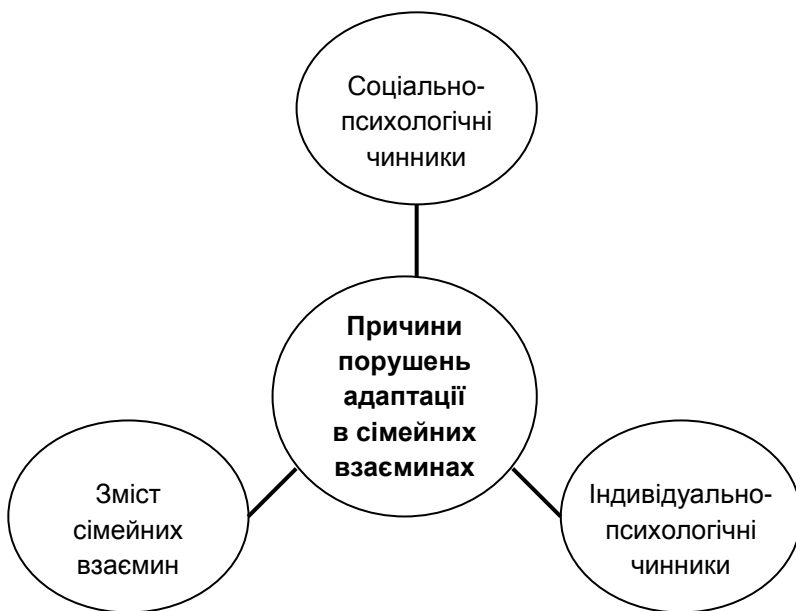 Соціально-
психологічні
чинники
Причини
порушень
адаптації
в сімейних
взаєминах
Зміст
сімейних
взаємин
Індивідуально-
психологічні
чинники